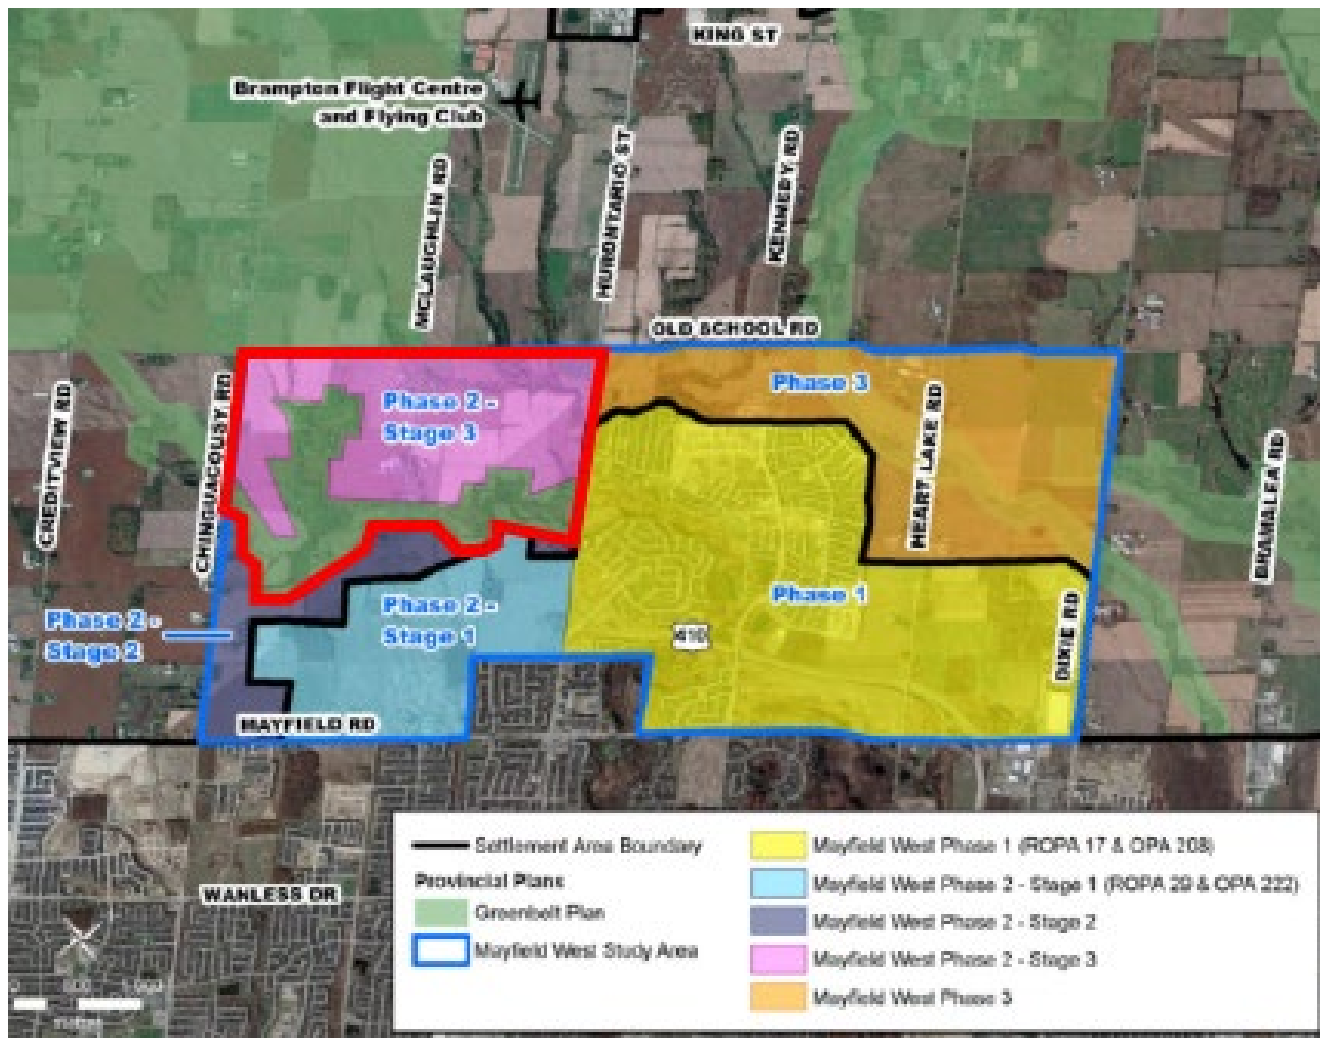 KING ST
Brampton Flight Centre
and Flying Club
MCLAUGHLIN RD
HURONTARIO ST
KENNEDY RD
OLD SCHOOL RD
CREDITVIEW RD
CHINGUACOUSY RD
Phase 2 -
Stage 3
Phase 3
HEART LAKE RD
BRAMALEA RD
Phase 2 -
Stage 2
Phase 2 -
Stage 1
Phase 1
410
DIXIE RD
MAYFIELD RD
WANLESS DR
Settlement Area Boundary
Provincial Plans
Greenbelt Plan
Mayfield West Study Area
Mayfield West Phase 1 (ROPA 17 & OPA 208)
Mayfield West Phase 2 - Stage 1 (ROPA 29 & OPA 222)
Mayfield West Phase 2 - Stage 2
Mayfield West Phase 2 - Stage 3
Mayfield West Phase 3